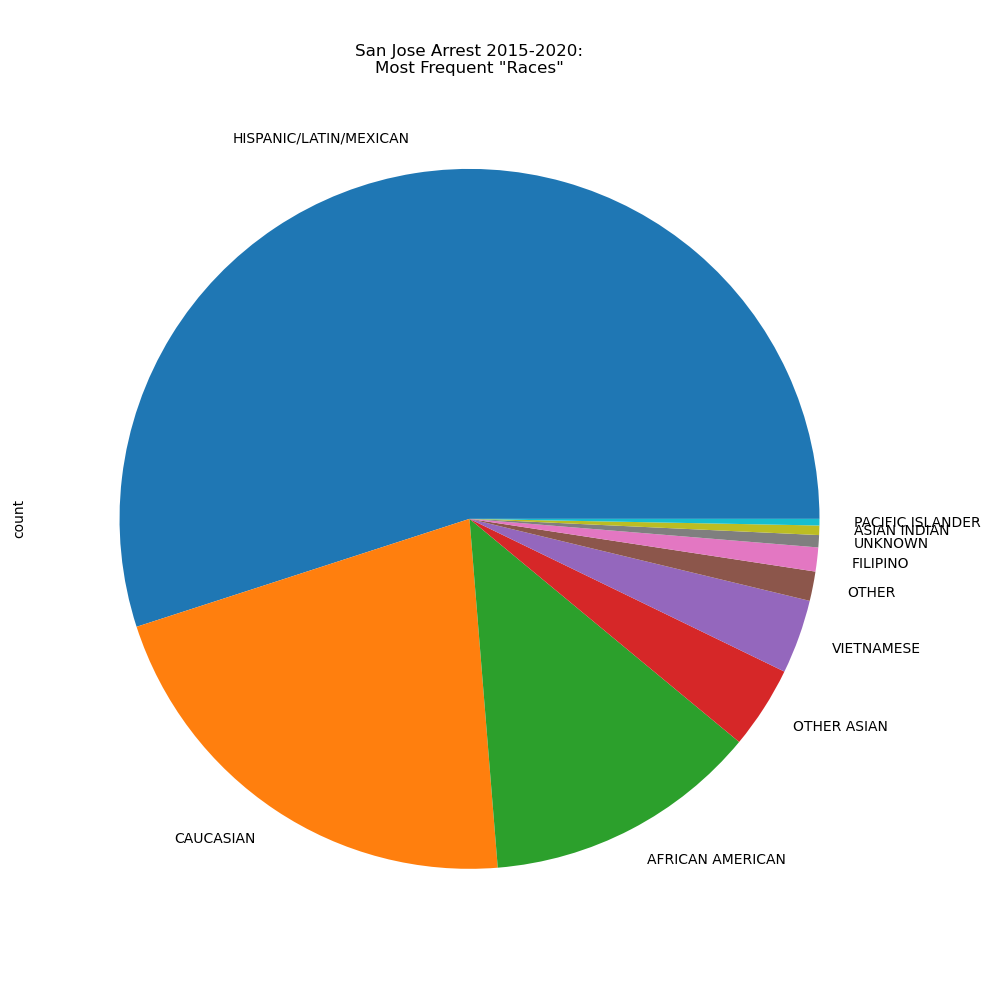 San Jose Arrest 2015-2020:
Most Frequent "Races"
HISPANIC/LATIN/MEXICAN
count
PACIFIC ISLANDER
ASIAN INDIAN
UNKNOWN
FILIPINO
OTHER
VIETNAMESE
OTHER ASIAN
CAUCASIAN
AFRICAN AMERICAN